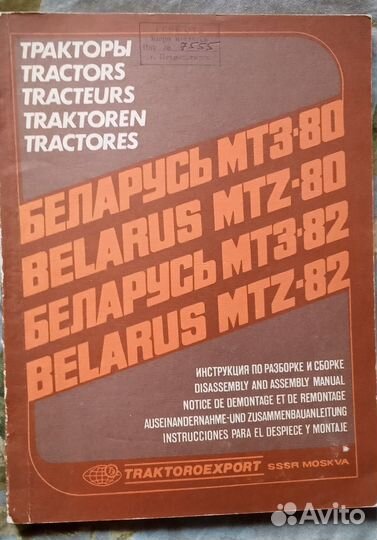 ТРАКТОРЫ
TRACTORS
TRACTEURS
TRAKTOREN
TRACTORES
7555
БЕЛАРУСЬ МТЗ-80
BELARUS MTZ-80
БЕЛАРУСЬ МТЗ-82
BELARUS MTZ-82
ИНСТРУКЦИЯ ПО РАЗБОРКЕ И СБОРКЕ
DISASSEMBLY AND ASSEMBLY MANUAL
NOTICE DE DEMONTAGE ET DE REMONTAGE
AUSEINANDERNAHME-UND ZUSAMMENBAUANLEITUNG
INSTRUCCIONES PARA EL DESPIECE Y MONTAJE
TRAKTOROEXPORT SSSR MOSKVA
Avito